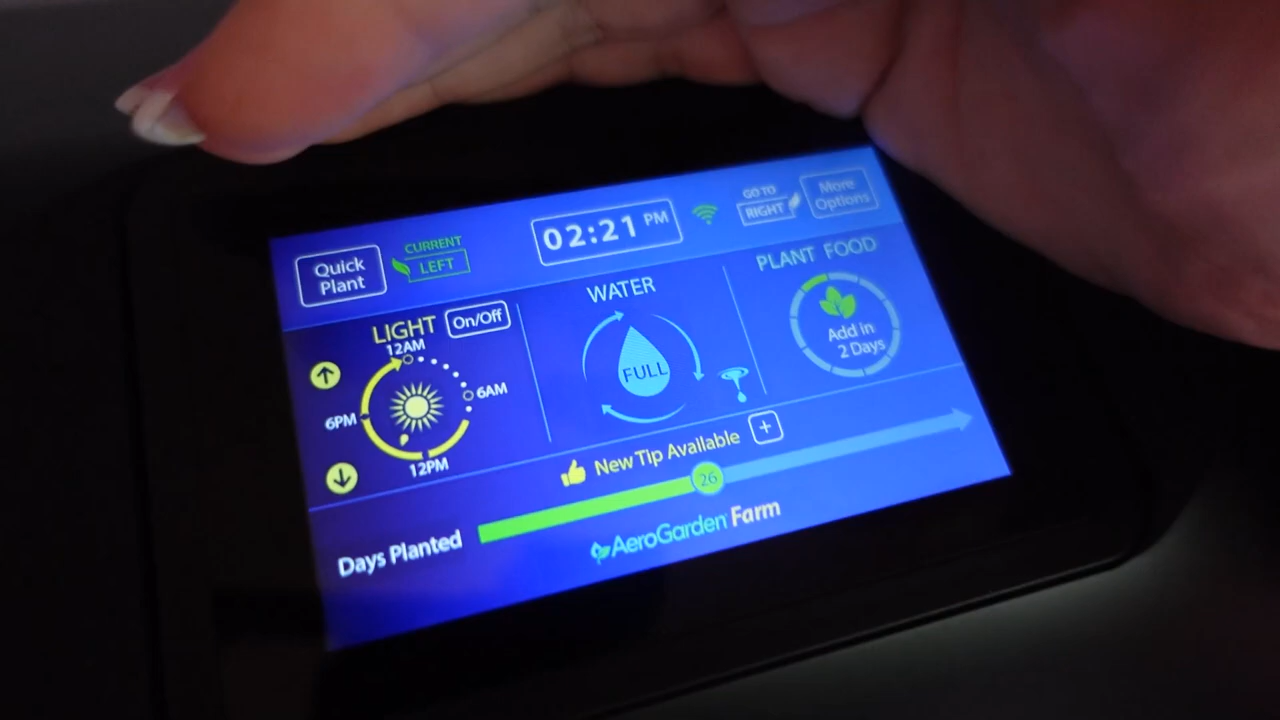 Quick
Plant
CURRENT
LEFT
02:21 PM
GO TO
RIGHT
More
Options
LIGHT
On/Off
12AM
6AM
6PM
12PM
WATER
FULL
PLANT FOOD
Add in
2 Days
New Tip Available
+
26
Days Planted
AeroGarden Farm